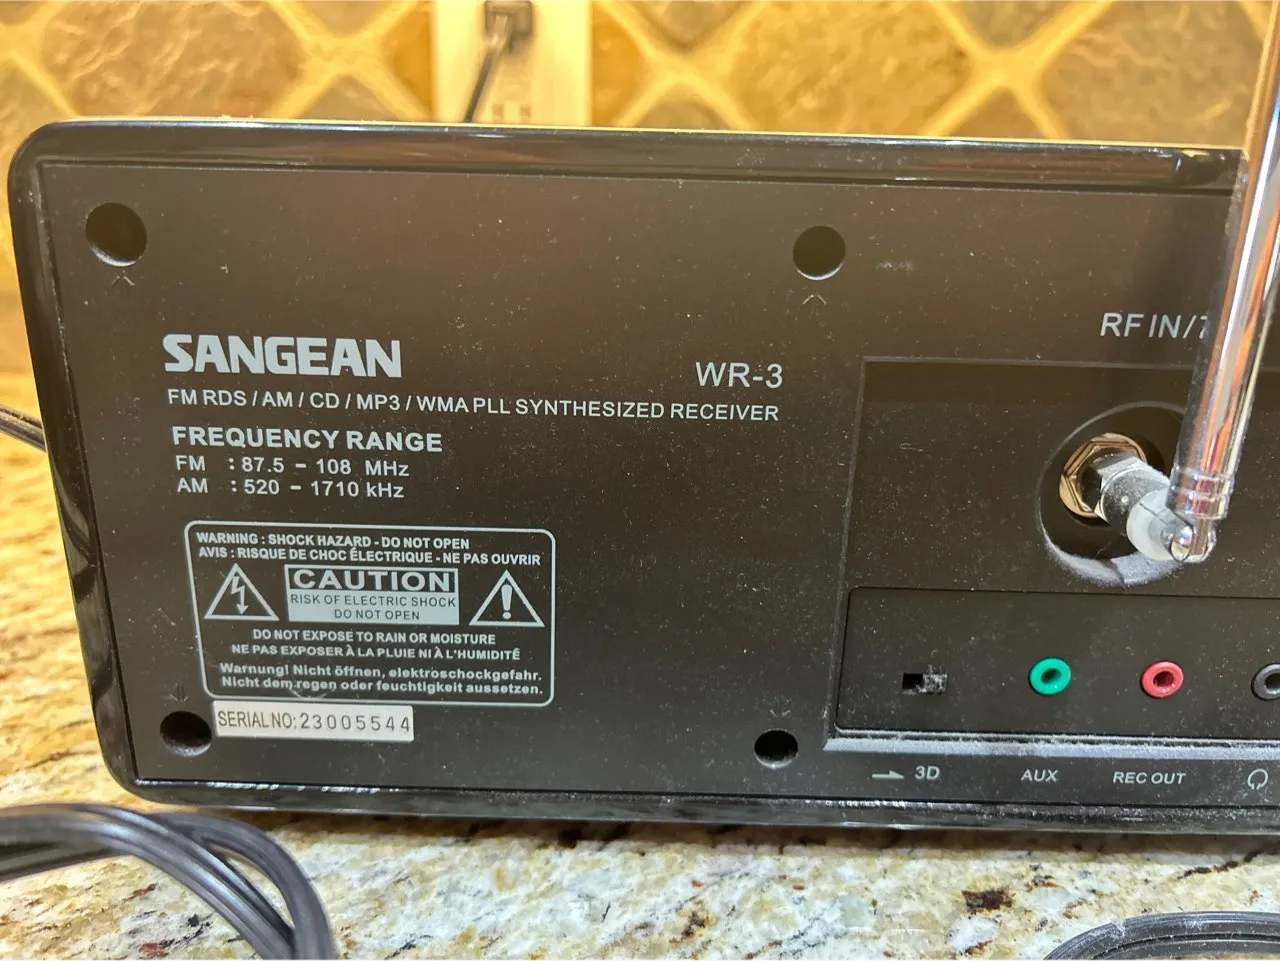 SANGEAN
WR-3
FM RDS / AM / CD / MP3 / WMA PLL SYNTHESIZED RECEIVER
FREQUENCY RANGE
FM : 87.5 - 108 MHz
AM : 520 - 1710 kHz
WARNING : SHOCK HAZARD - DO NOT OPEN
AVIS : RISQUE DE CHOC ÉLECTRIQUE - NE PAS OUVRIR
CAUTION
RISK OF ELECTRIC SHOCK
DO NOT OPEN
DO NOT EXPOSE TO RAIN OR MOISTURE
NE PAS EXPOSER À LA PLUIE NI À L'HUMIDITÉ
Warnung! Nicht öffnen, elektroschockgefahr.
Nicht dem regen oder feuchtigkeit aussetzen.
SERIAL NO: 23005544
RF IN/
3D
AUX
REC OUT